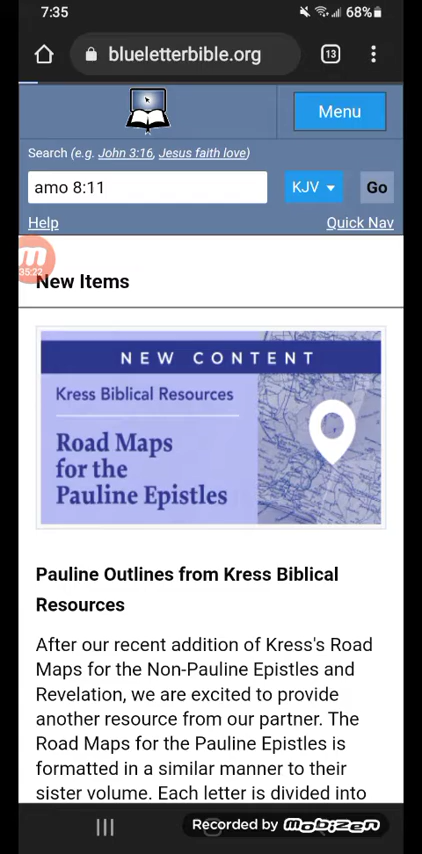 7:35 68%
blueletterbible.org 13
Menu
Search (e.g. John 3:16, Jesus faith love)
amo 8:11 KJV Go
Help Quick Nav
m
35:22
New Items
NEW CONTENT
Kress Biblical Resources
Road Maps
for the
Pauline Epistles
Pauline Outlines from Kress Biblical
Resources
After our recent addition of Kress's Road
Maps for the Non-Pauline Epistles and
Revelation, we are excited to provide
another resource from our partner. The
Road Maps for the Pauline Epistles is
formatted in a similar manner to their
sister volume. Each letter is divided into
Recorded by mobizen